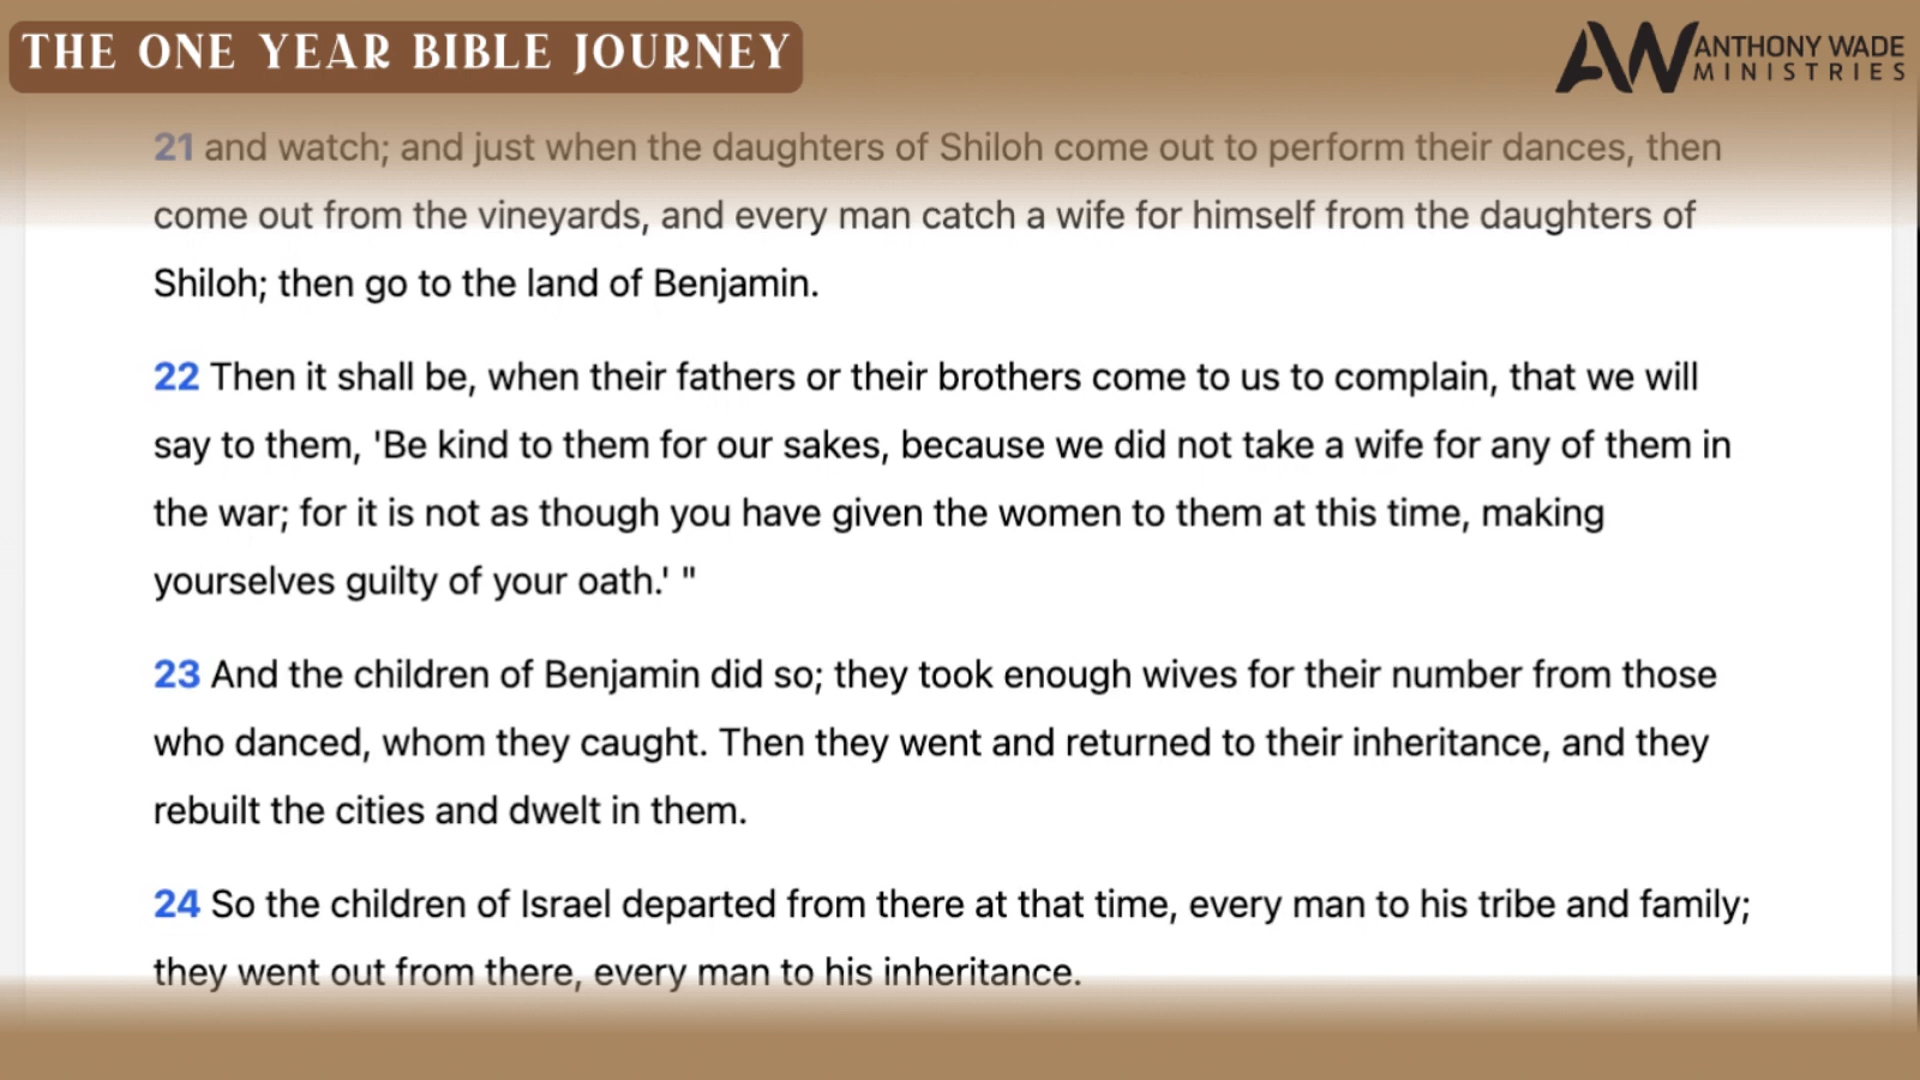 THE ONE YEAR BIBLE JOURNEY
AW ANTHONY WADE
MINISTRIES
21 and watch; and just when the daughters of Shiloh come out to perform their dances, then
come out from the vineyards, and every man catch a wife for himself from the daughters of
Shiloh; then go to the land of Benjamin.
22 Then it shall be, when their fathers or their brothers come to us to complain, that we will
say to them, 'Be kind to them for our sakes, because we did not take a wife for any of them in
the war; for it is not as though you have given the women to them at this time, making
yourselves guilty of your oath.' "
23 And the children of Benjamin did so; they took enough wives for their number from those
who danced, whom they caught. Then they went and returned to their inheritance, and they
rebuilt the cities and dwelt in them.
24 So the children of Israel departed from there at that time, every man to his tribe and family;
they went out from there, every man to his inheritance.